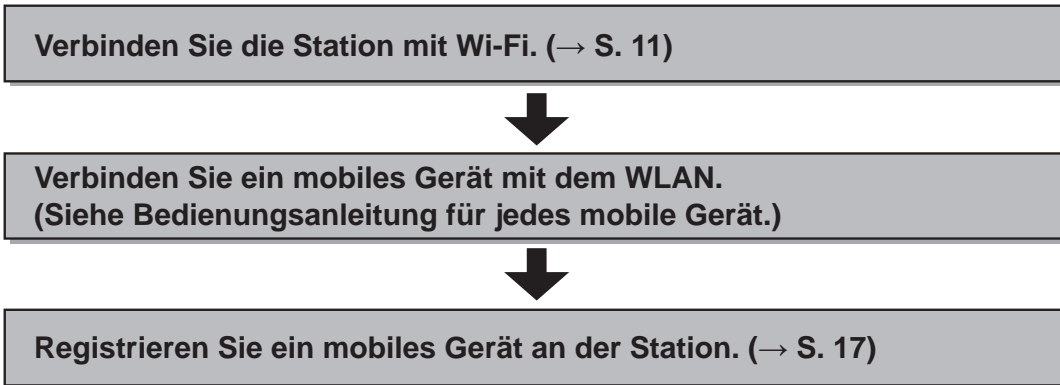 Verbinden Sie die Station mit Wi-Fi. (→ S. 11)
Verbinden Sie ein mobiles Gerät mit dem WLAN.
(Siehe Bedienungsanleitung für jedes mobile Gerät.)
Registrieren Sie ein mobiles Gerät an der Station. (→ S. 17)